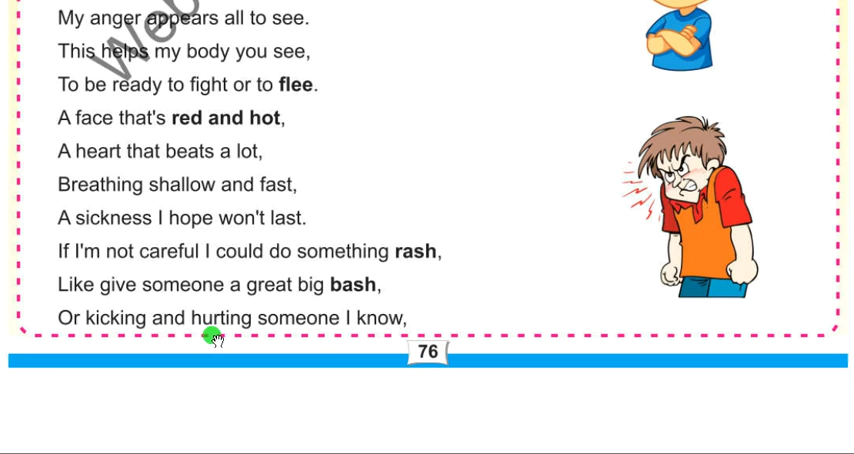 My anger appears all to see.
This helps my body you see,
To be ready to fight or to flee.
A face that's red and hot,
A heart that beats a lot,
Breathing shallow and fast,
A sickness I hope won't last.
If I'm not careful I could do something rash,
Like give someone a great big bash,
Or kicking and hurting someone I know,
76
Web